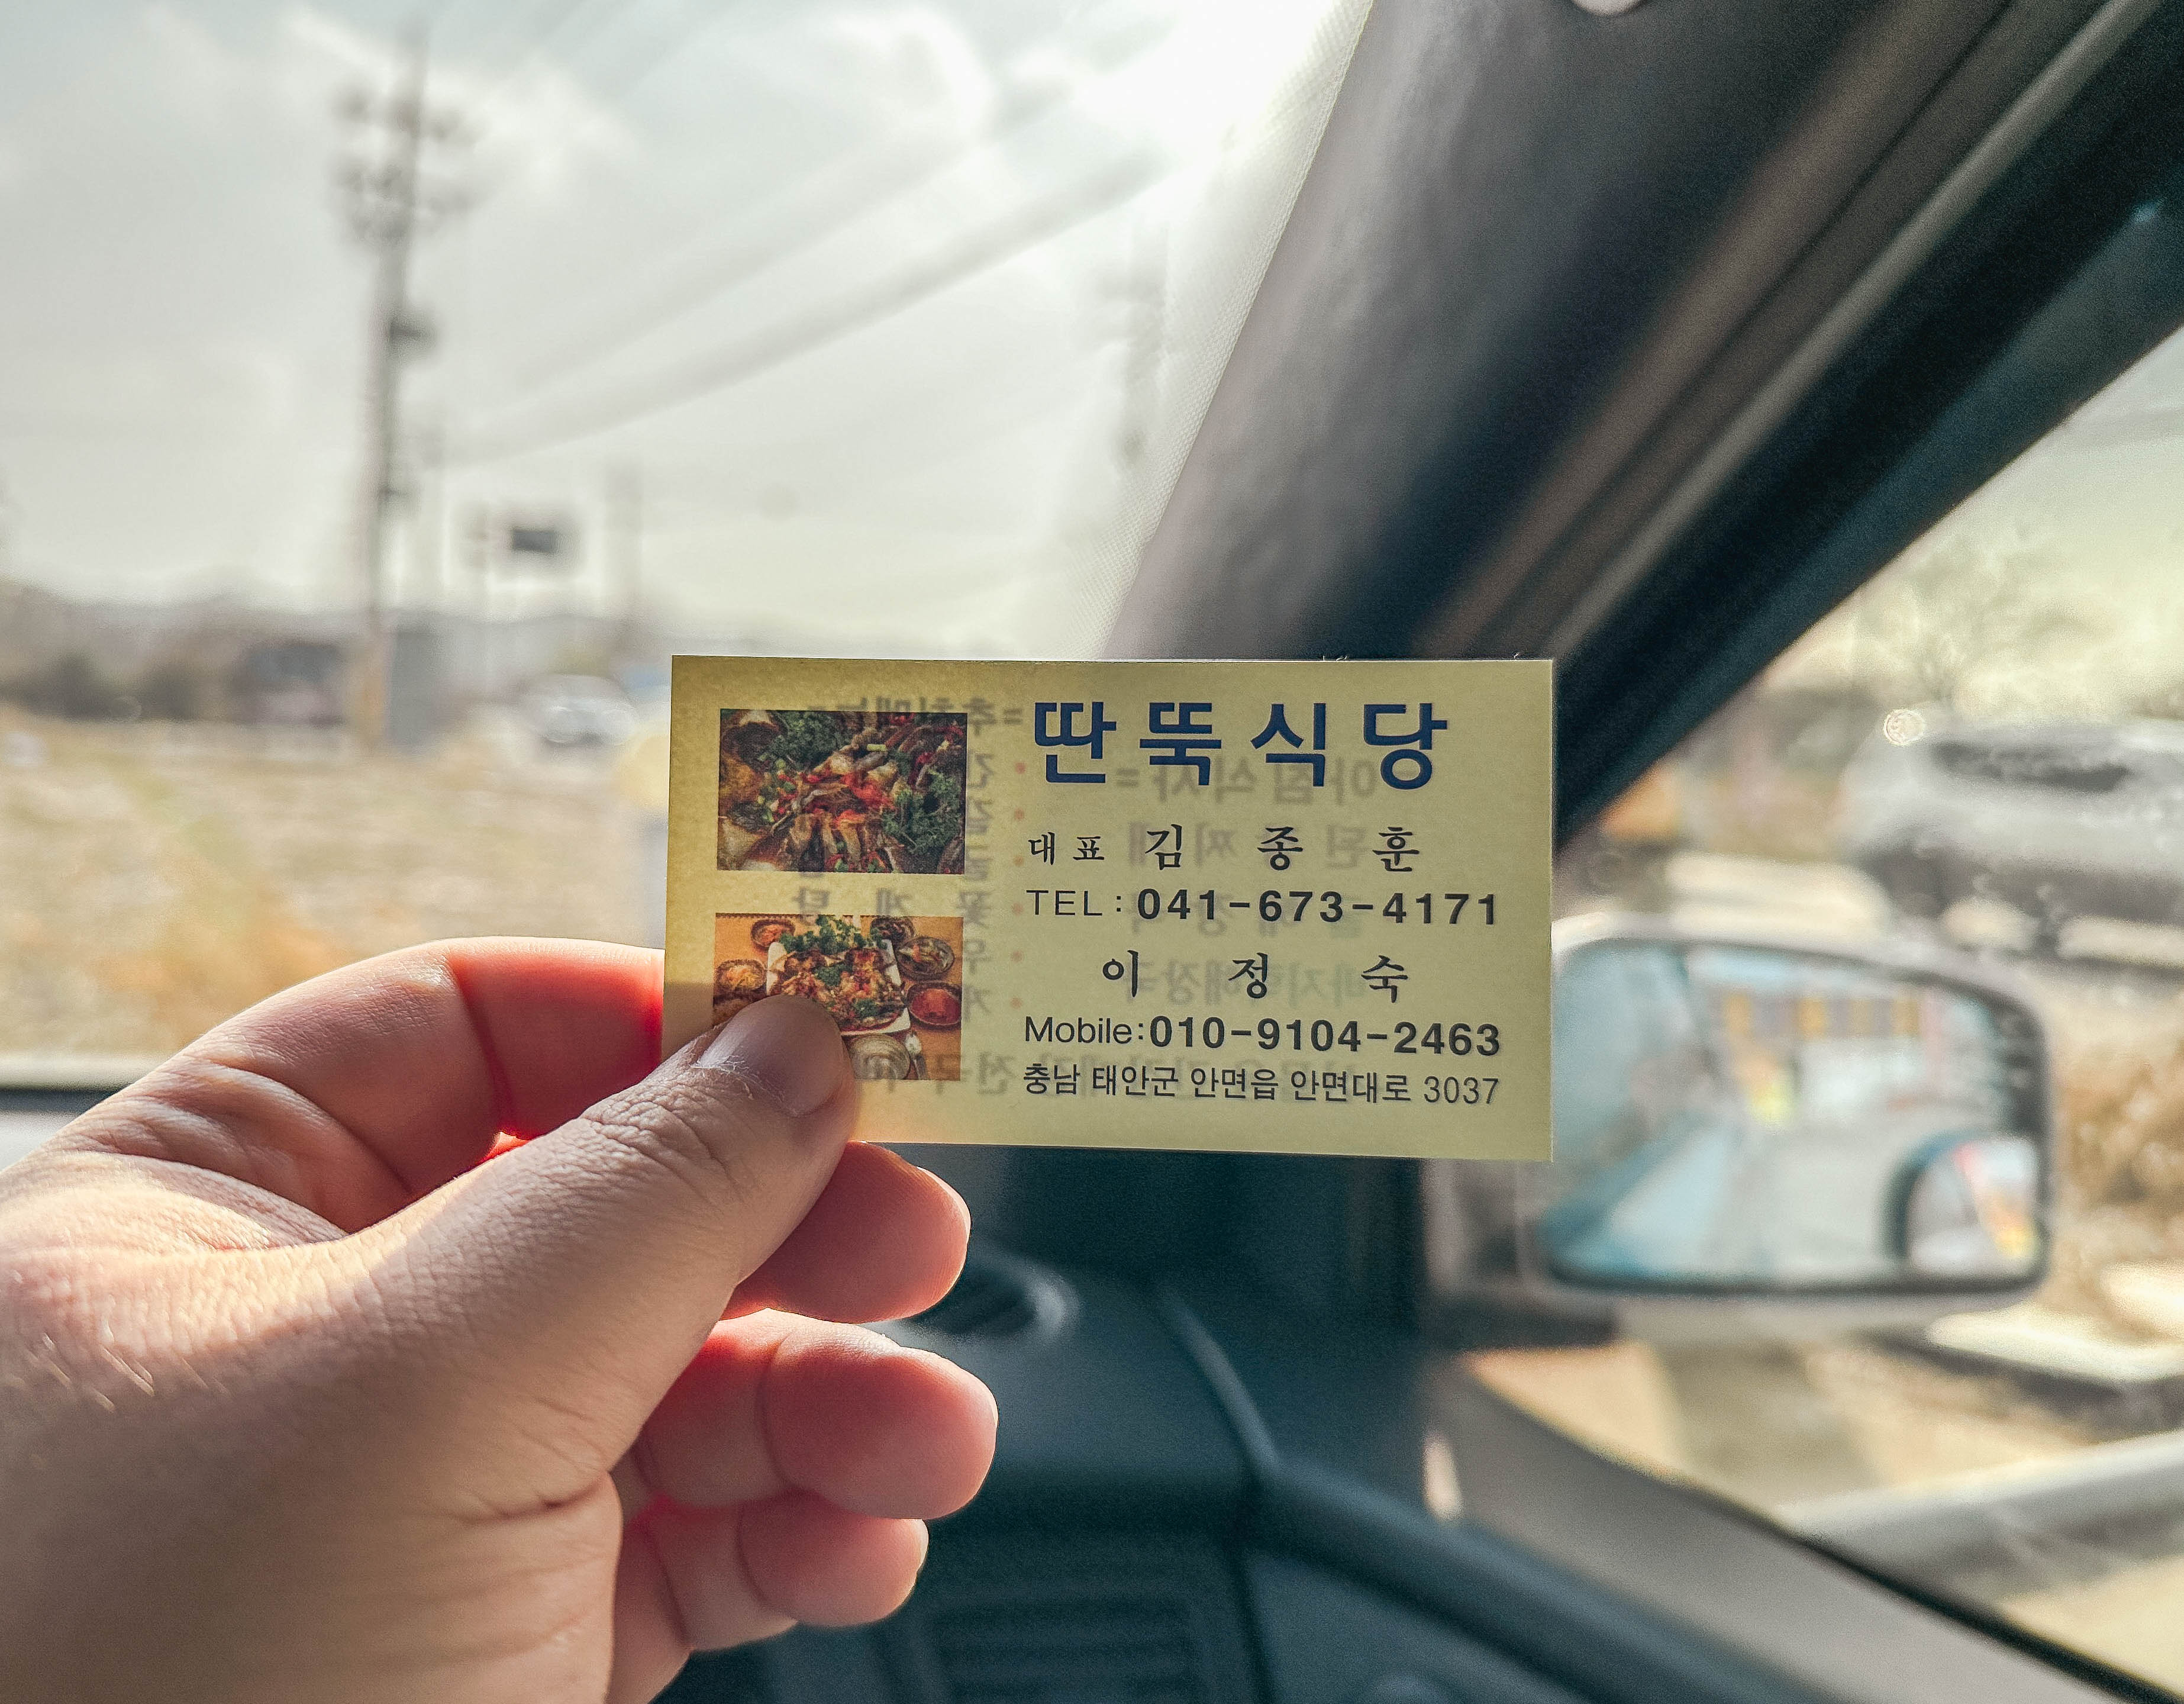 딴뚝식당
대표 김종훈
TEL : 041-673-4171
이정숙
Mobile:010-9104-2463
충남 태안군 안면읍 안면대로 3037